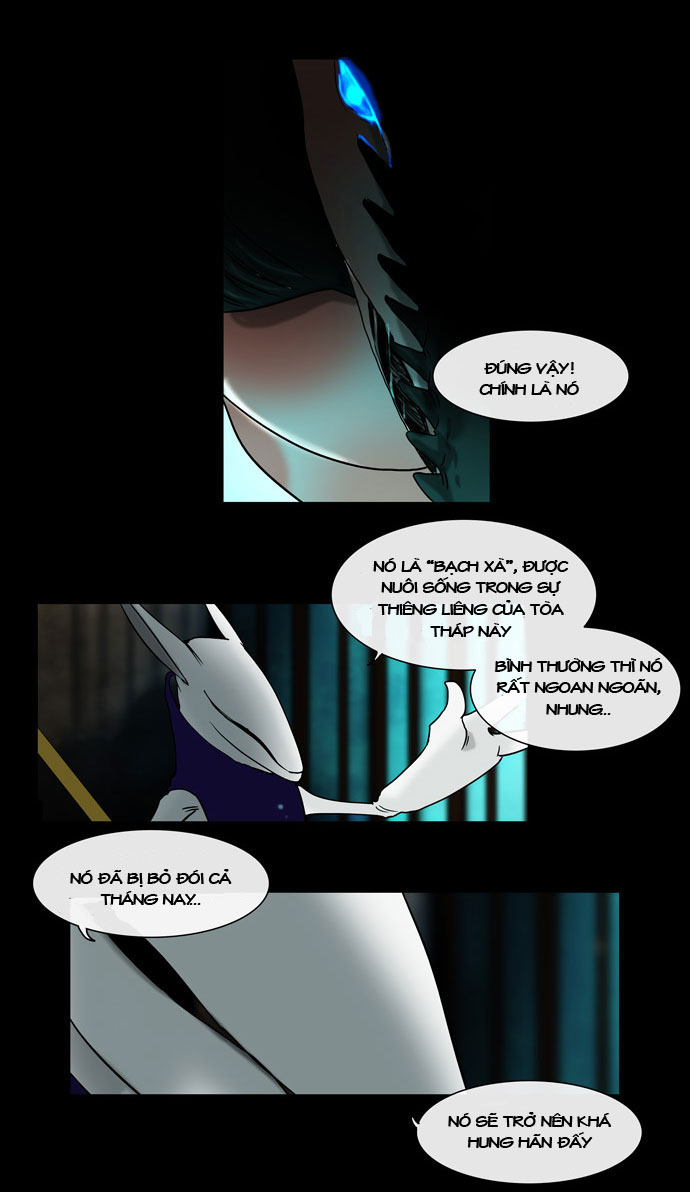 ĐÚNG VẬY!
CHÍNH LÀ NÓ
NÓ LÀ “BẠCH XÀ”, ĐƯỢC
NUÔI SỐNG TRONG SỰ
THIÊNG LIÊNG CỦA TÒA
THÁP NÀY
BÌNH THƯỜNG THÌ NÓ
RẤT NGOAN NGOÃN,
NHƯNG..
NÓ ĐÃ BỊ BỎ ĐÓI CẢ
THÁNG NAY..
NÓ SẼ TRỞ NÊN KHÁ
HUNG HÃN ĐẤY